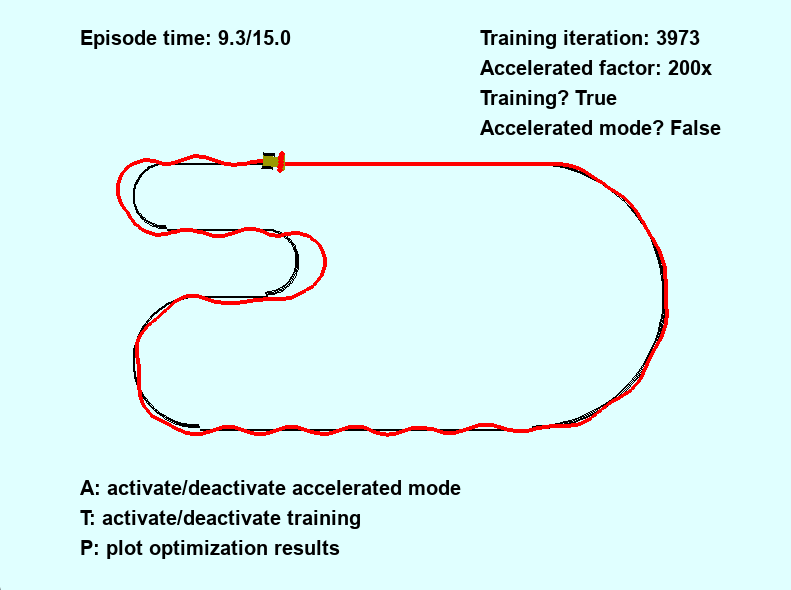 Episode time: 9.3/15.0
Training iteration: 3973
Accelerated factor: 200x
Training? True
Accelerated mode? False
A: activate/deactivate accelerated mode
T: activate/deactivate training
P: plot optimization results